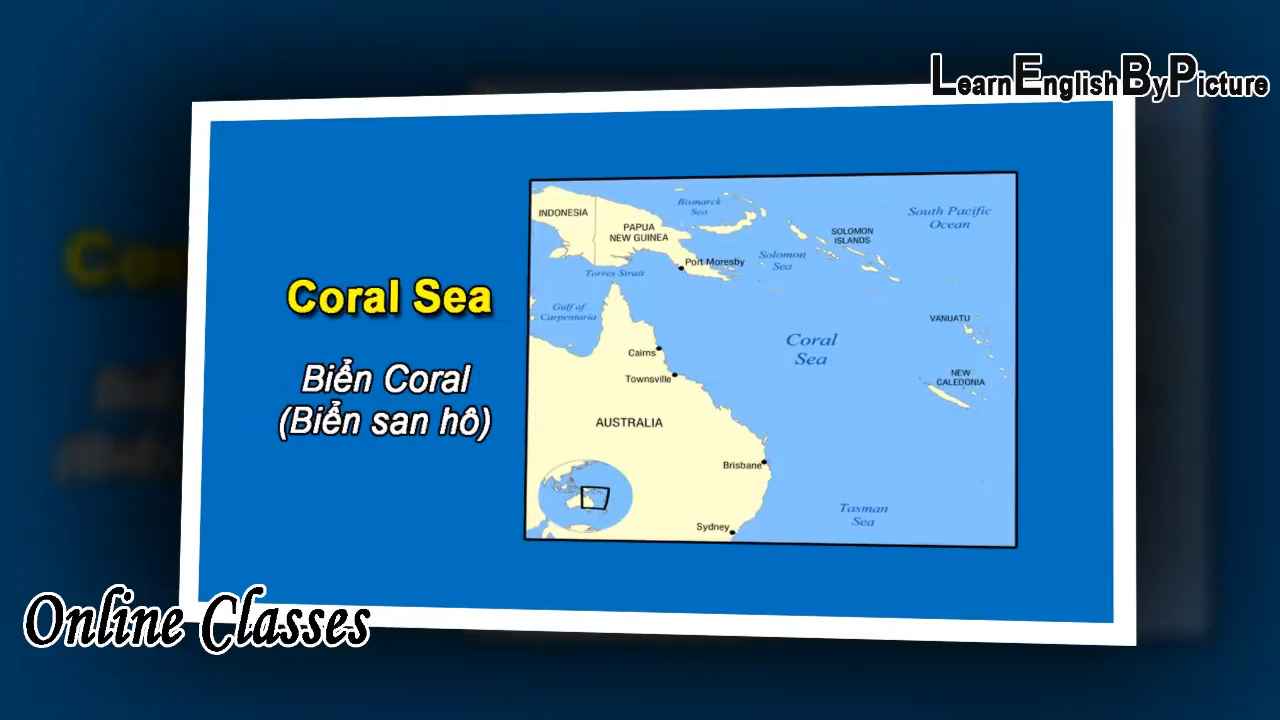 LearnEnglishByPicture
Coral Sea
Biển Coral
(Biển san hô)
INDONESIA
PAPUA
NEW GUINEA
Bismarck
Sea
SOLOMON
ISLANDS
South Pacific
Ocean
Port Moresby
Solomon
Sea
Torres Strait
Gulf of
Carpentaria
Coral
Sea
VANUATU
NEW
CALEDONIA
Cairns
Townsville
AUSTRALIA
Brisbane
Tasman
Sea
Sydney
Online Classes